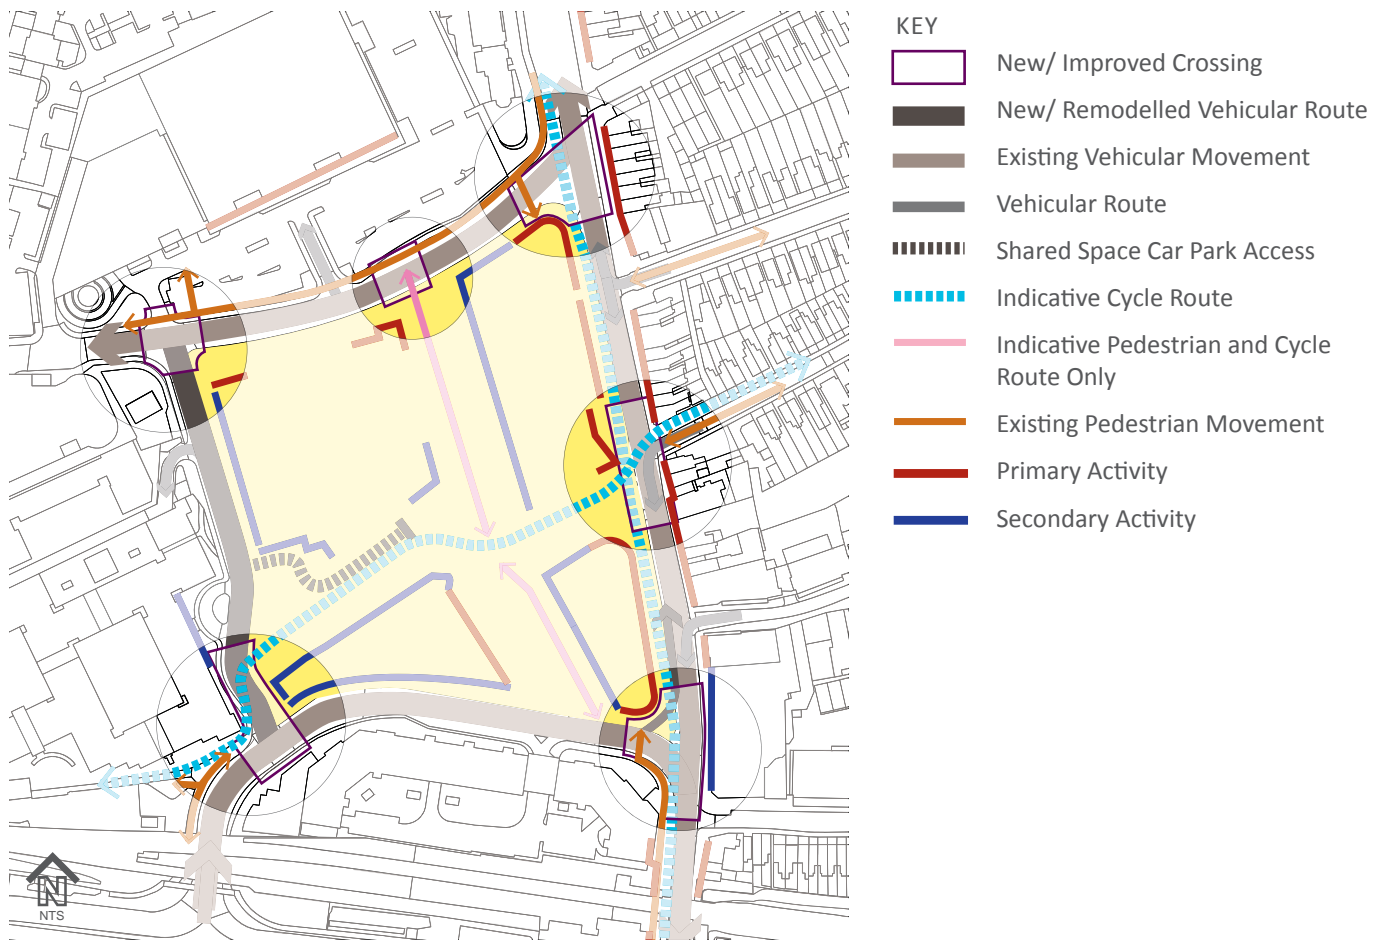 KEY
New/ Improved Crossing
New/ Remodelled Vehicular Route
Existing Vehicular Movement
Vehicular Route
Shared Space Car Park Access
Indicative Cycle Route
Indicative Pedestrian and Cycle
Route Only
Existing Pedestrian Movement
Primary Activity
Secondary Activity
N
NTS